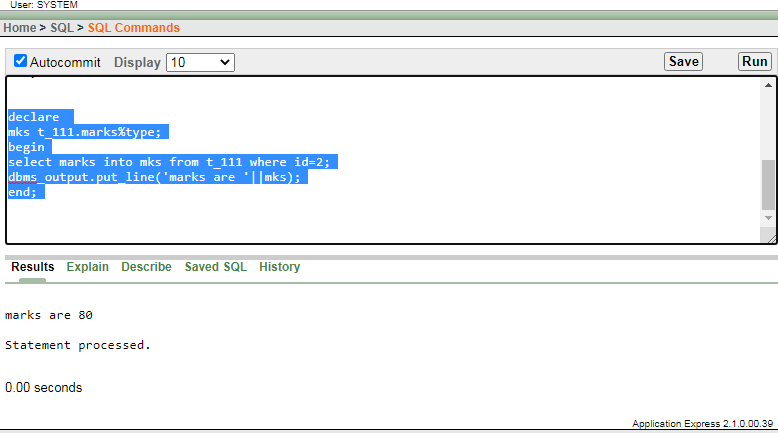 User: SYSTEM
Home > SQL > SQL Commands
Autocommit Display 10 Save Run
declare
mks t_111.marks%type;
begin
select marks into mks from t_111 where id=2;
dbms_output.put_line('marks are '||mks);
end;
Results Explain Describe Saved SQL History
marks are 80
Statement processed.
0.00 seconds
Application Express 2.1.0.00.39